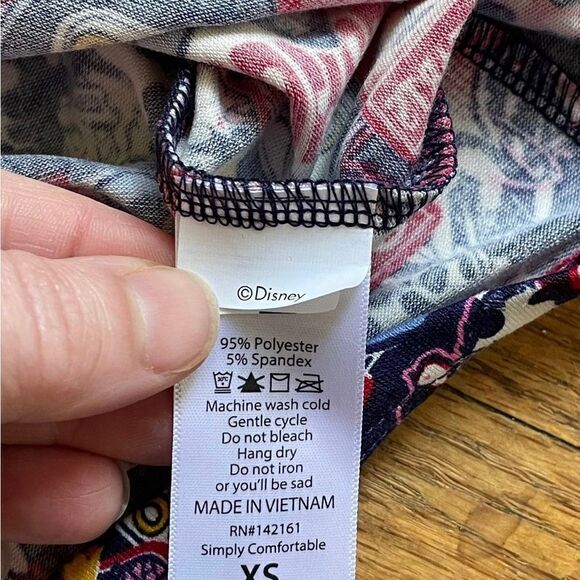 ©Disney
95% Polyester
5% Spandex
Machine wash cold
Gentle cycle
Do not bleach
Hang dry
Do not iron
or you'll be sad
MADE IN VIETNAM
RN#142161
Simply Comfortable
XS